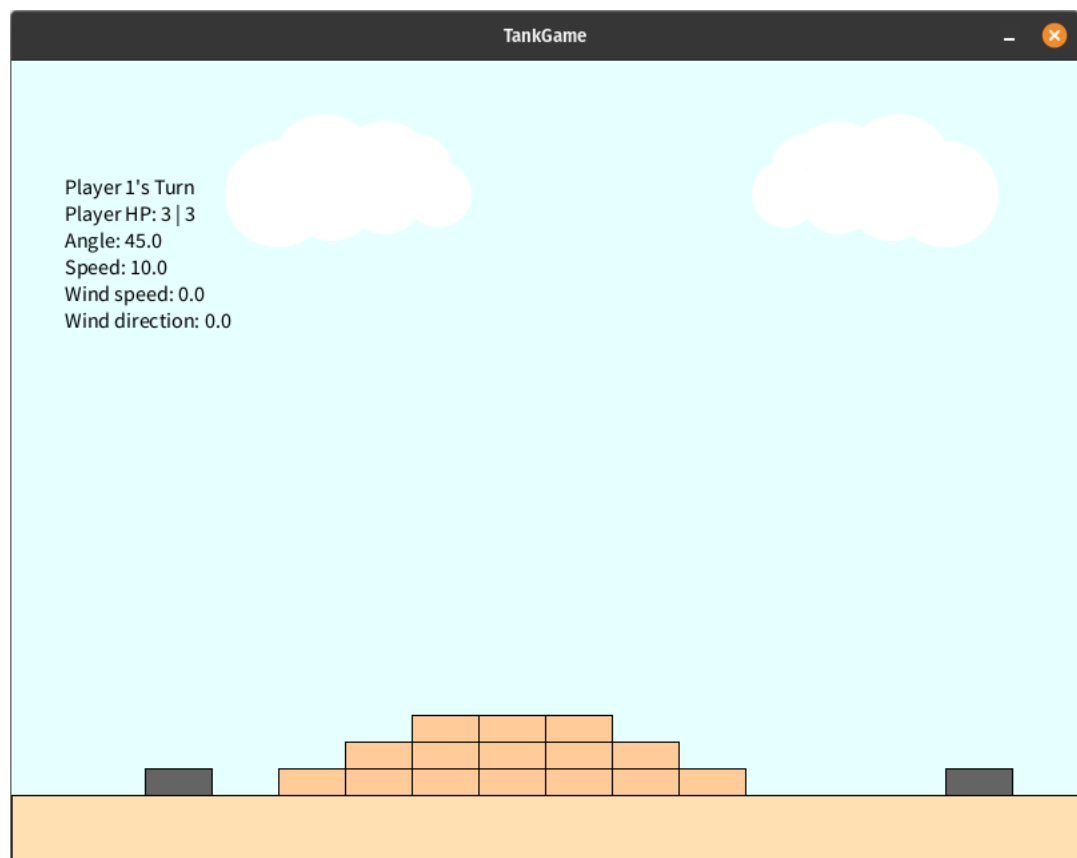 TankGame
Player 1's Turn
Player HP: 3 | 3
Angle: 45.0
Speed: 10.0
Wind speed: 0.0
Wind direction: 0.0